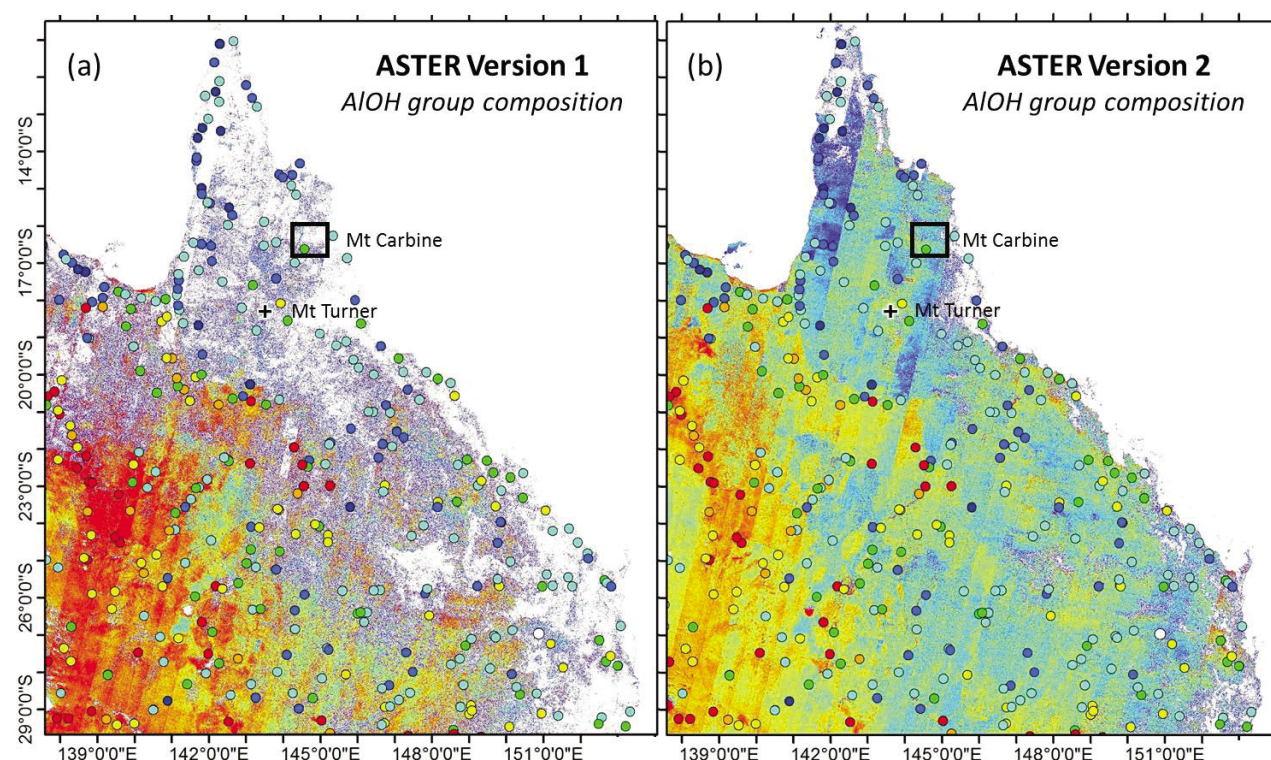 (a)
ASTER Version 1
AlOH group composition
Mt Carbine
Mt Turner
14°0'0"S
17°0'0"S
20°0'0"S
23°0'0"S
26°0'0"S
29°0'0"S
139°0'0"E
142°0'0"E
145°0'0"E
148°0'0"E
151°0'0"E
(b)
ASTER Version 2
AlOH group composition
Mt Carbine
Mt Turner
139°0'0"E
142°0'0"E
145°0'0"E
148°0'0"E
151°0'0"E